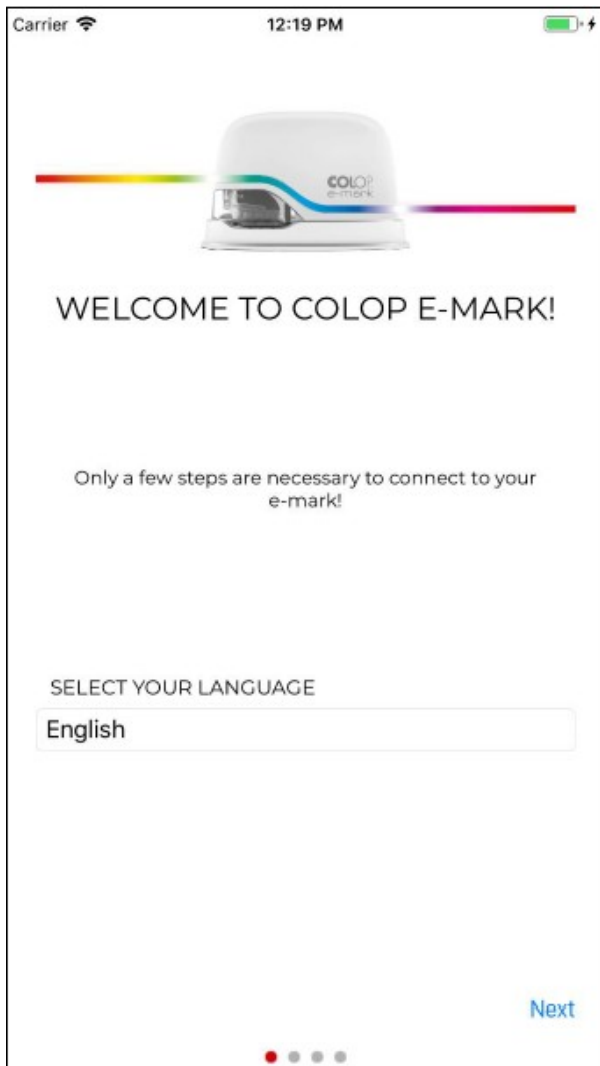 Carrier
12:19 PM
COLOP
e-mark
WELCOME TO COLOP E-MARK!
Only a few steps are necessary to connect to your
e-mark!
SELECT YOUR LANGUAGE
English
Next